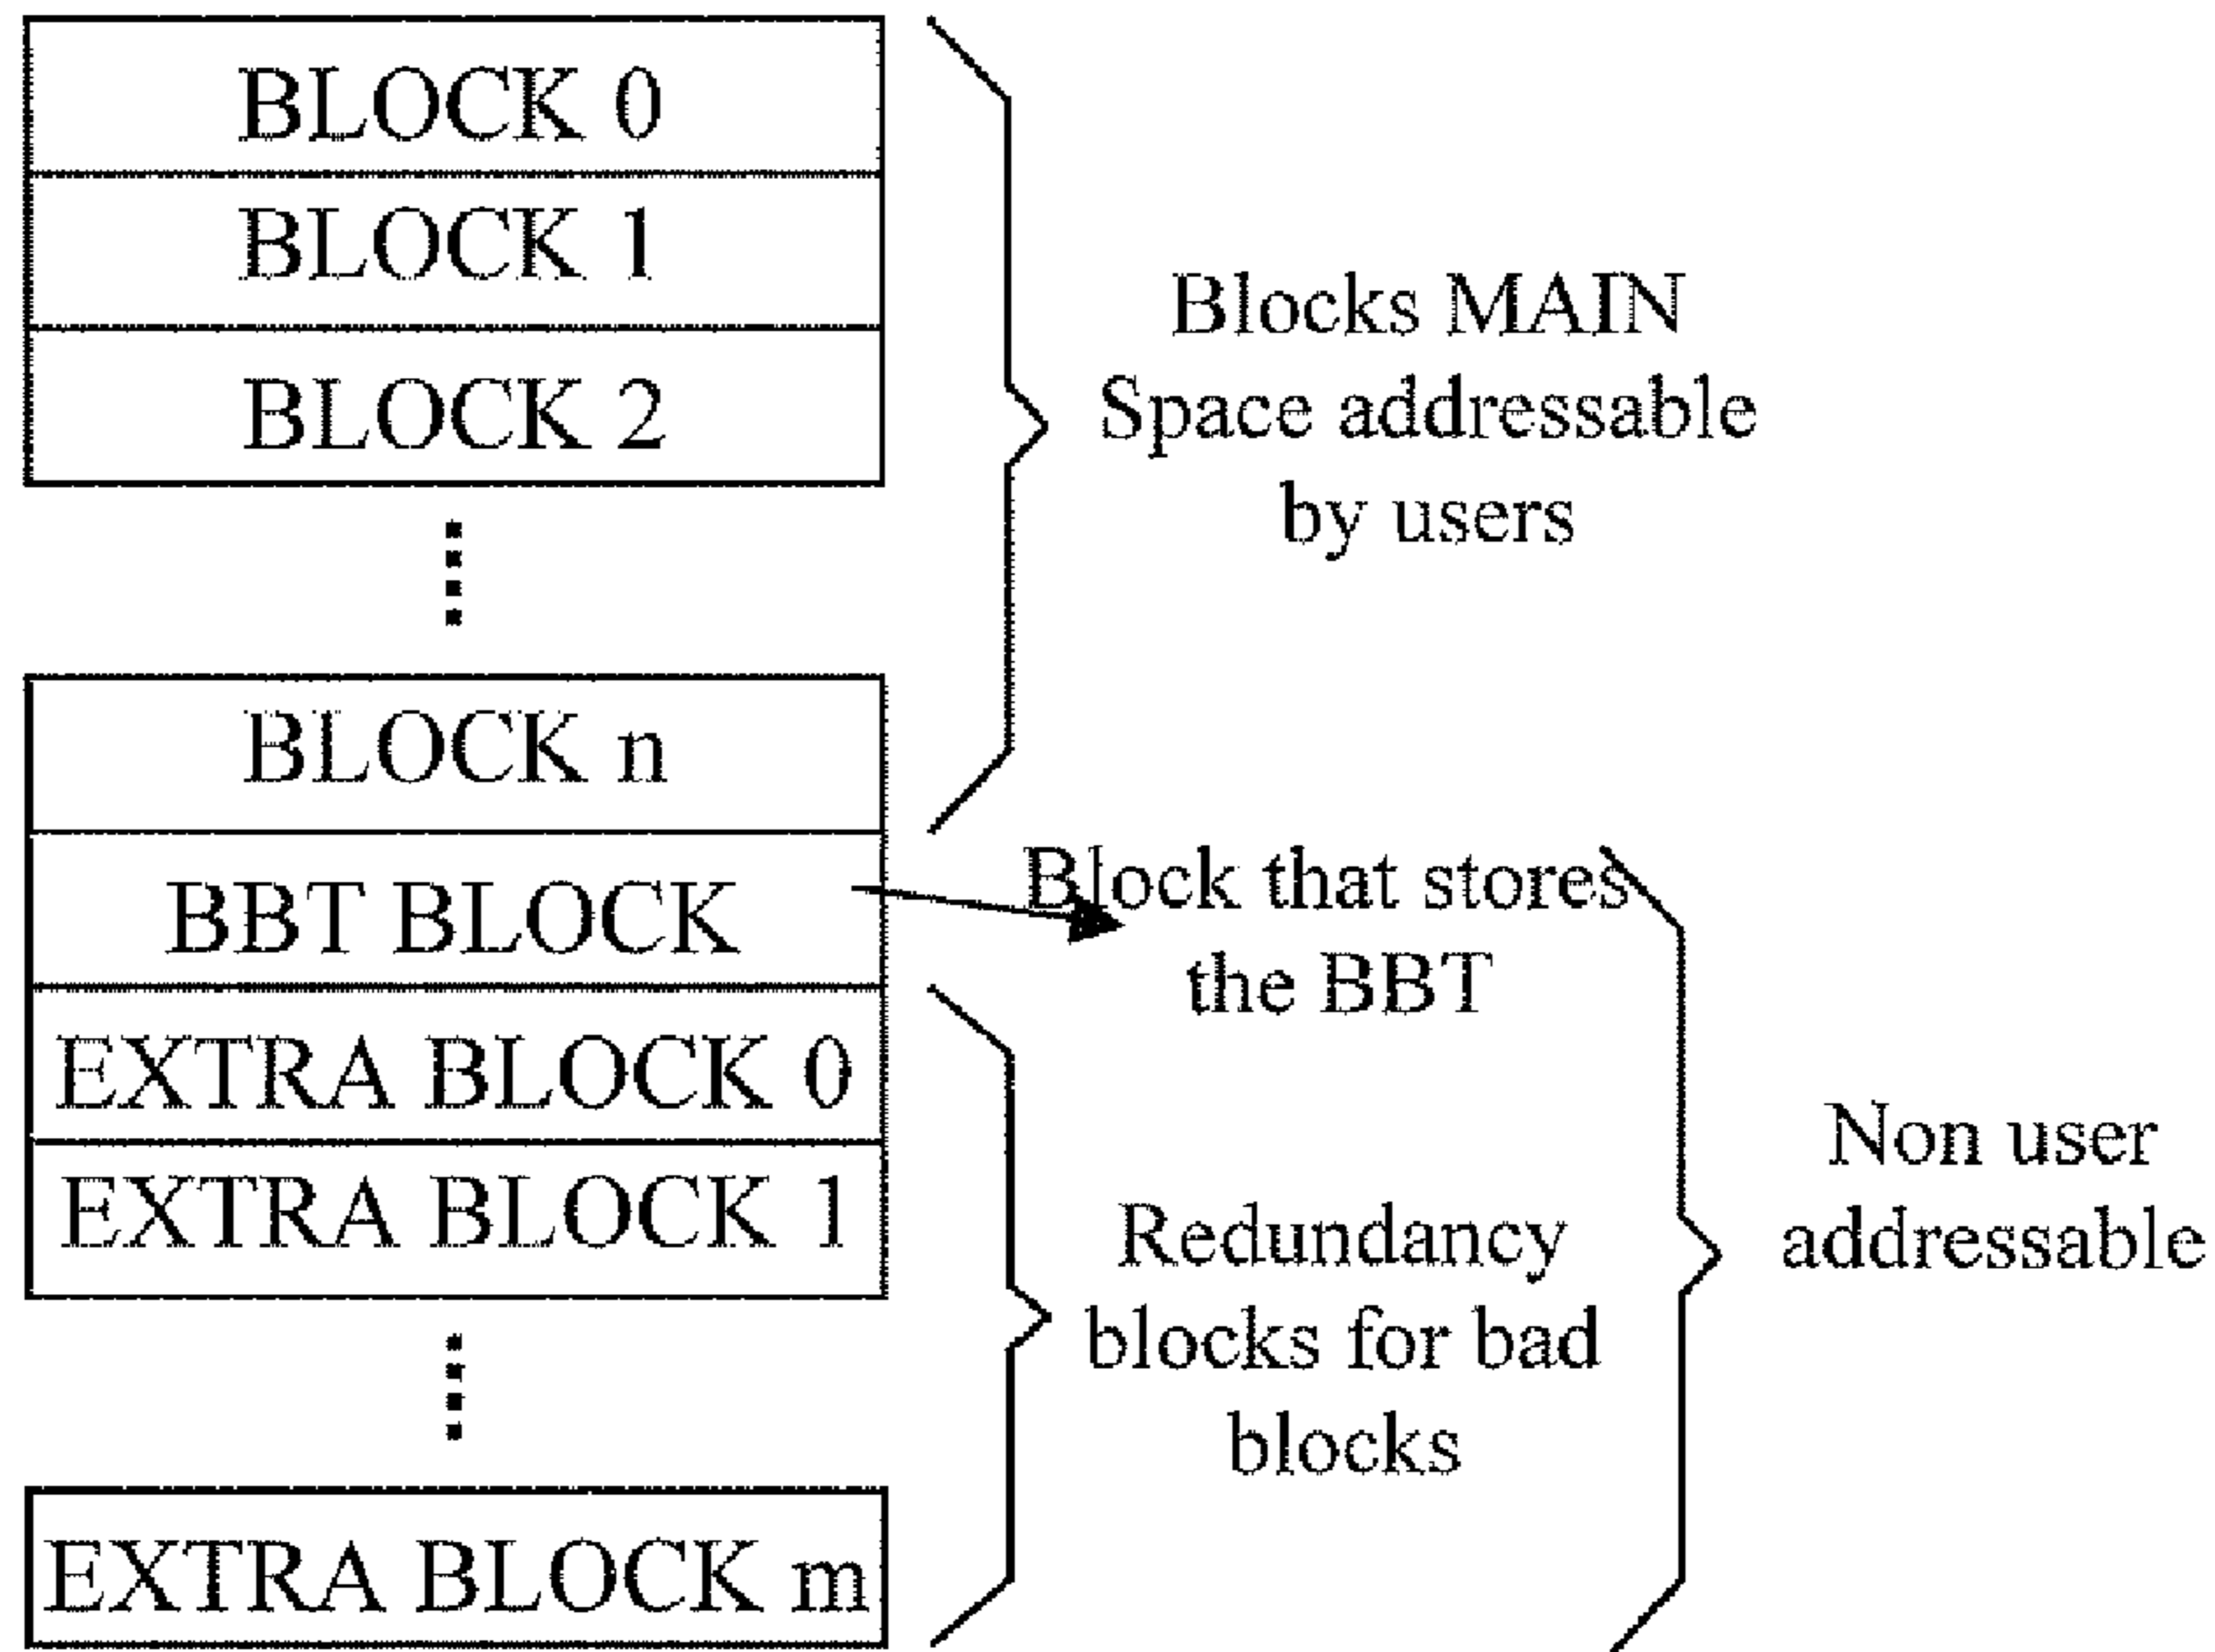 BLOCK 0
BLOCK 1
BLOCK 2
BLOCK n
BBT BLOCK
EXTRA BLOCK 0
EXTRA BLOCK 1
EXTRA BLOCK m
Blocks MAIN
Space addressable
by users
Block that stores
the BBT
Redundancy
blocks for bad
blocks
Non user
addressable